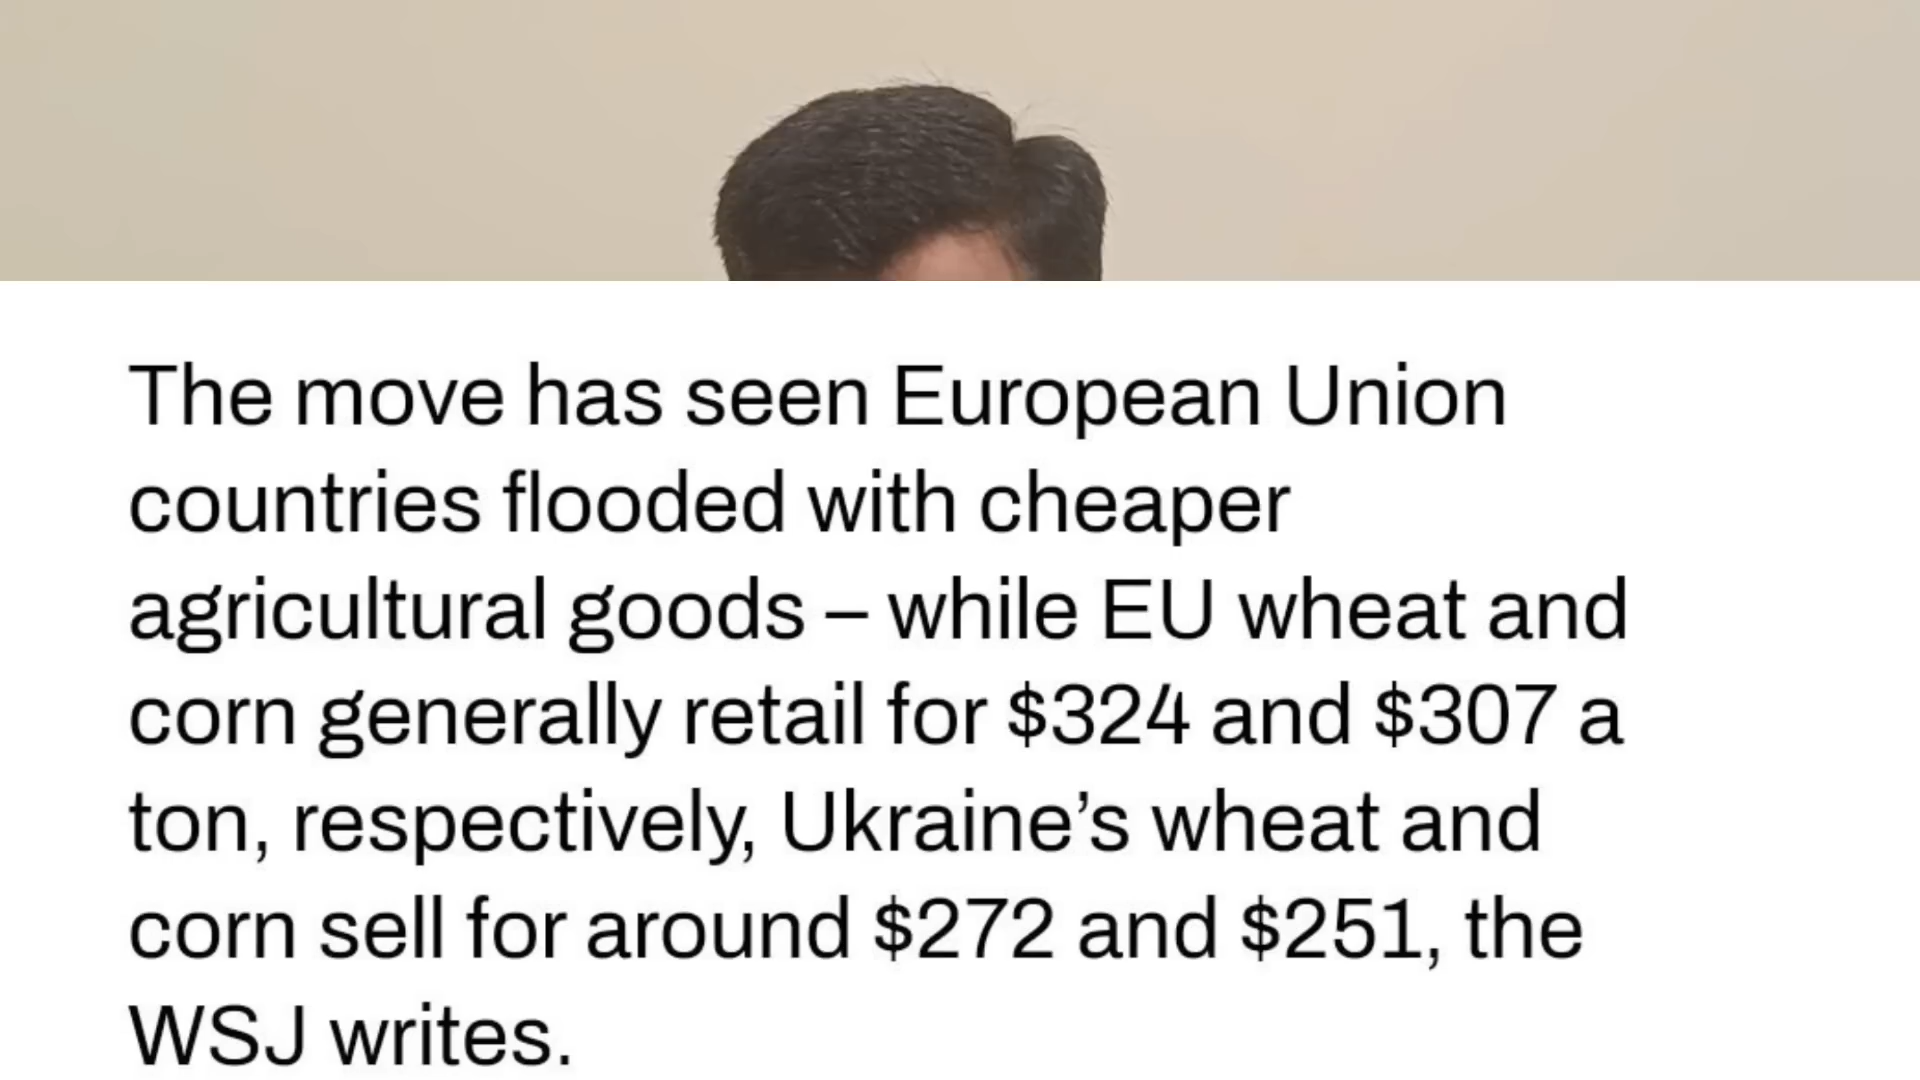 The move has seen European Union
countries flooded with cheaper
agricultural goods – while EU wheat and
corn generally retail for $324 and $307 a
ton, respectively, Ukraine’s wheat and
corn sell for around $272 and $251, the
WSJ writes.